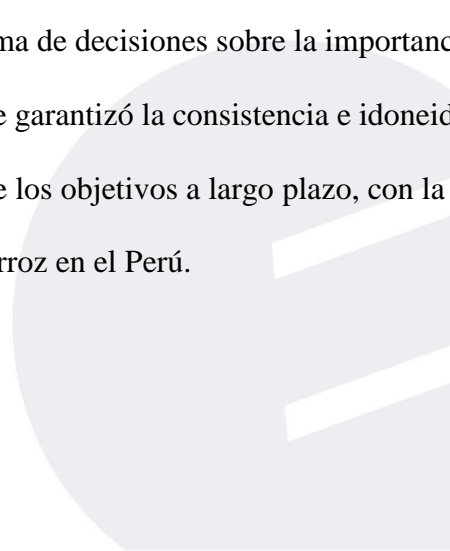 ma de decisiones sobre la importanc
e garantizó la consistencia e idoneid
e los objetivos a largo plazo, con la
rroz en el Perú.